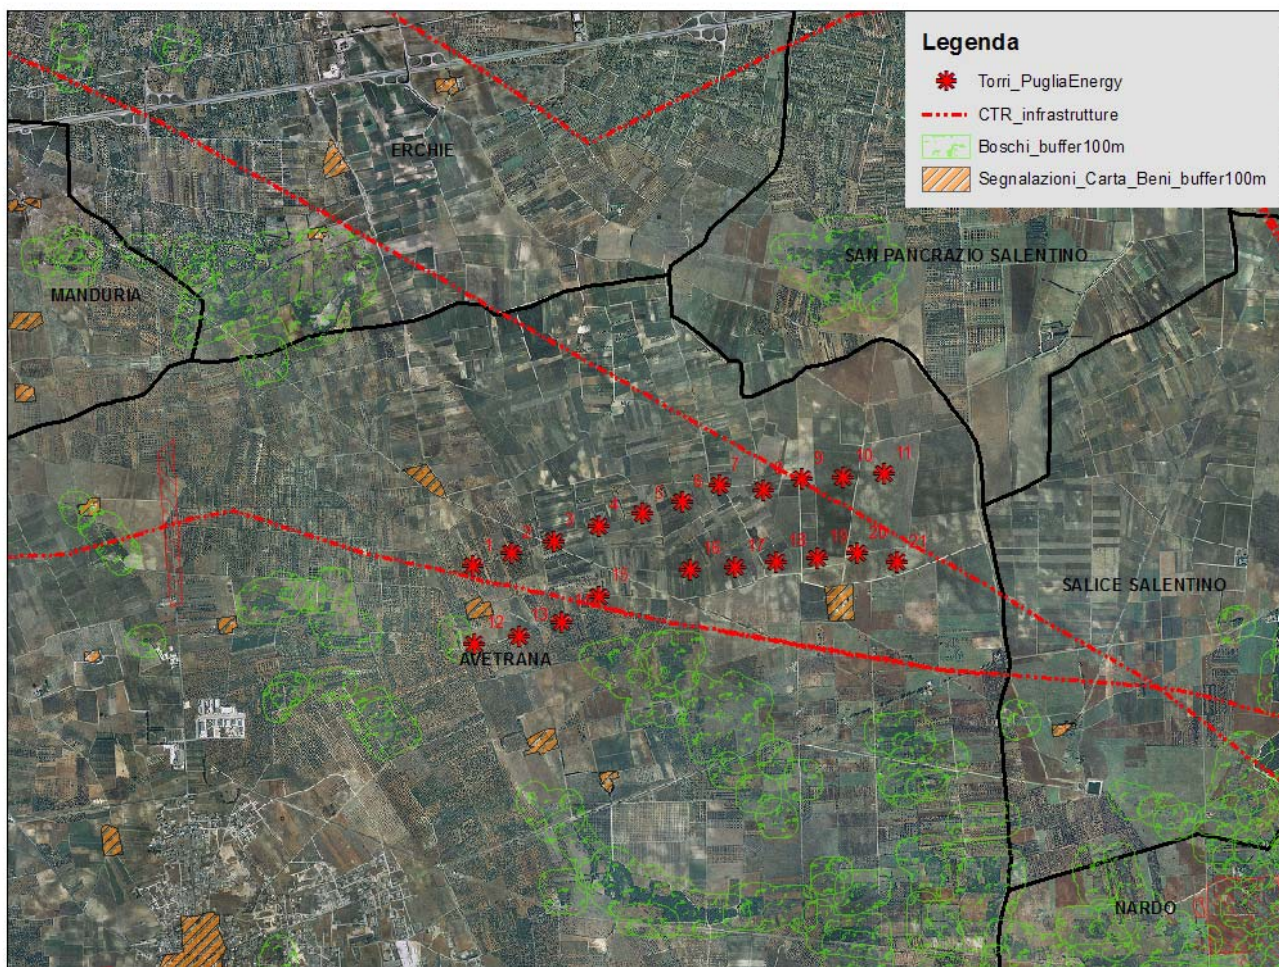 Legenda
Torri_PugliaEnergy
CTR_infrastrutture
Boschi_buffer100m
Segnalazioni_Carta_Beni_buffer100m
ERCHIE
SAN PANCRAZIO SALENTINO
MANDURIA
1
2
3
4
5
6
7
9
10
11
12
13
15
16
17
18
19
20
21
SALICE SALENTINO
AVETRANA
NARDO